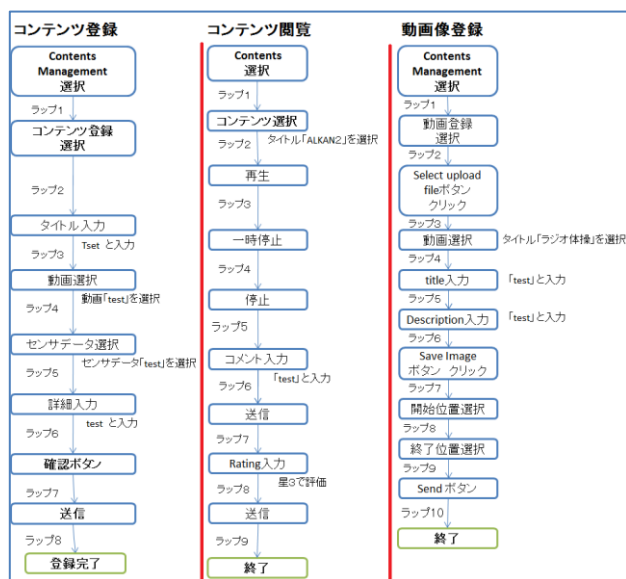 コンテンツ登録
Contents
Management
選択
ラップ1
コンテンツ登録
選択
ラップ2
タイトル入力
Tset と入力
ラップ3
動画選択
動画「test」を選択
ラップ4
センサデータ選択
センサデータ「test」を選択
ラップ5
詳細入力
test と入力
ラップ6
確認ボタン
ラップ7
送信
ラップ8
登録完了
コンテンツ閲覧
Contents
選択
ラップ1
コンテンツ選択
タイトル「ALKAN2」を選択
ラップ2
再生
ラップ3
一時停止
ラップ4
停止
ラップ5
コメント入力
「test」と入力
ラップ6
送信
ラップ7
Rating入力
星3で評価
ラップ8
送信
ラップ9
終了
動画像登録
Contents
Management
選択
ラップ1
動画登録
選択
ラップ2
Select upload
fileボタン
クリック
ラップ3
動画選択
タイトル「ラジオ体操」を選択
ラップ4
title入力
「test」と入力
ラップ5
Description入力
「test」と入力
ラップ6
Save Image
ボタン クリック
ラップ7
開始位置選択
ラップ8
終了位置選択
ラップ9
Send ボタン
ラップ10
終了